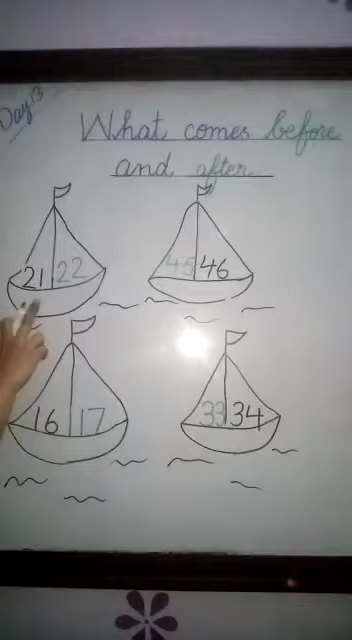 Day 13
What comes before
and after
21 22
45 46
16 17
33 34